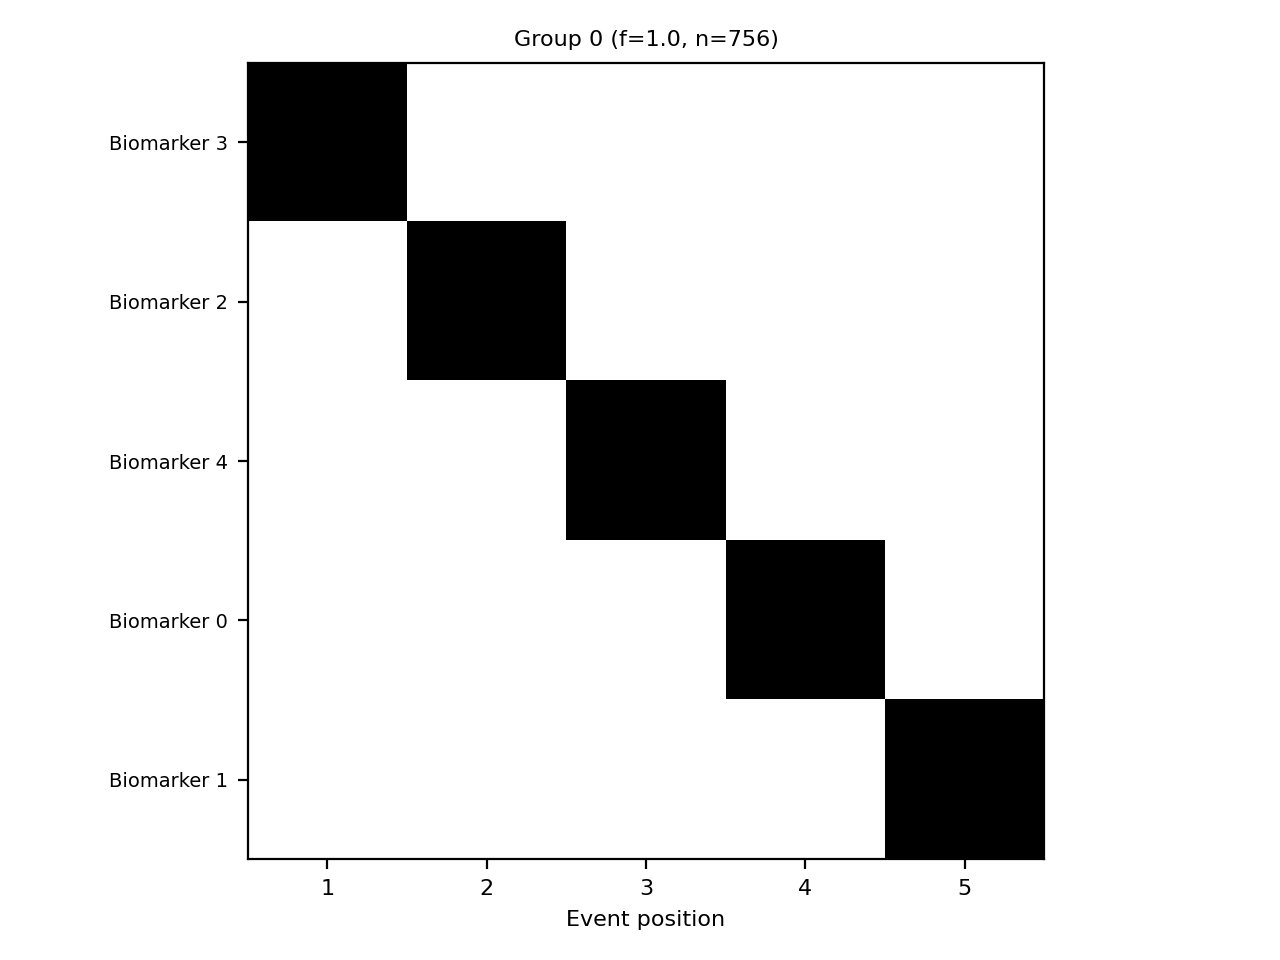 Group 0 (f=1.0, n=756)
Biomarker 3
Biomarker 2
Biomarker 4
Biomarker 0
Biomarker 1
1 2 3 4 5
Event position